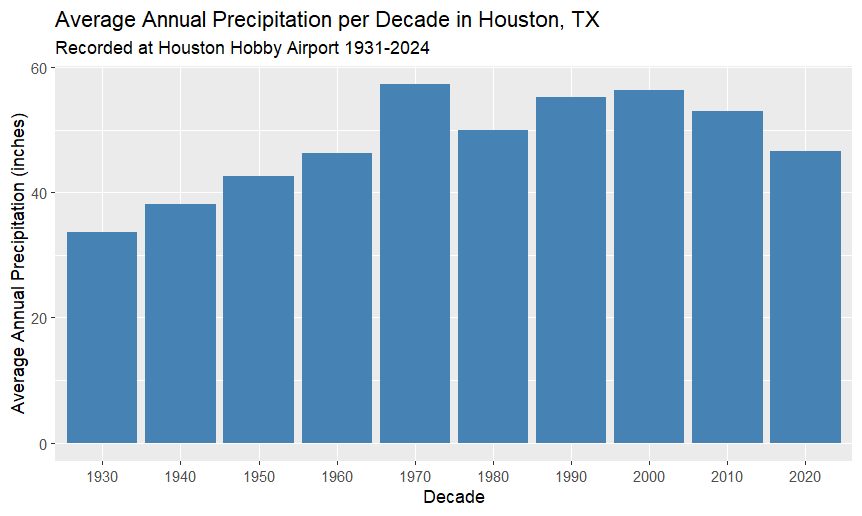 Average Annual Precipitation per Decade in Houston, TX
Recorded at Houston Hobby Airport 1931-2024
Average Annual Precipitation (inches)
60
40
20
0
1930 1940 1950 1960 1970 1980 1990 2000 2010 2020
Decade